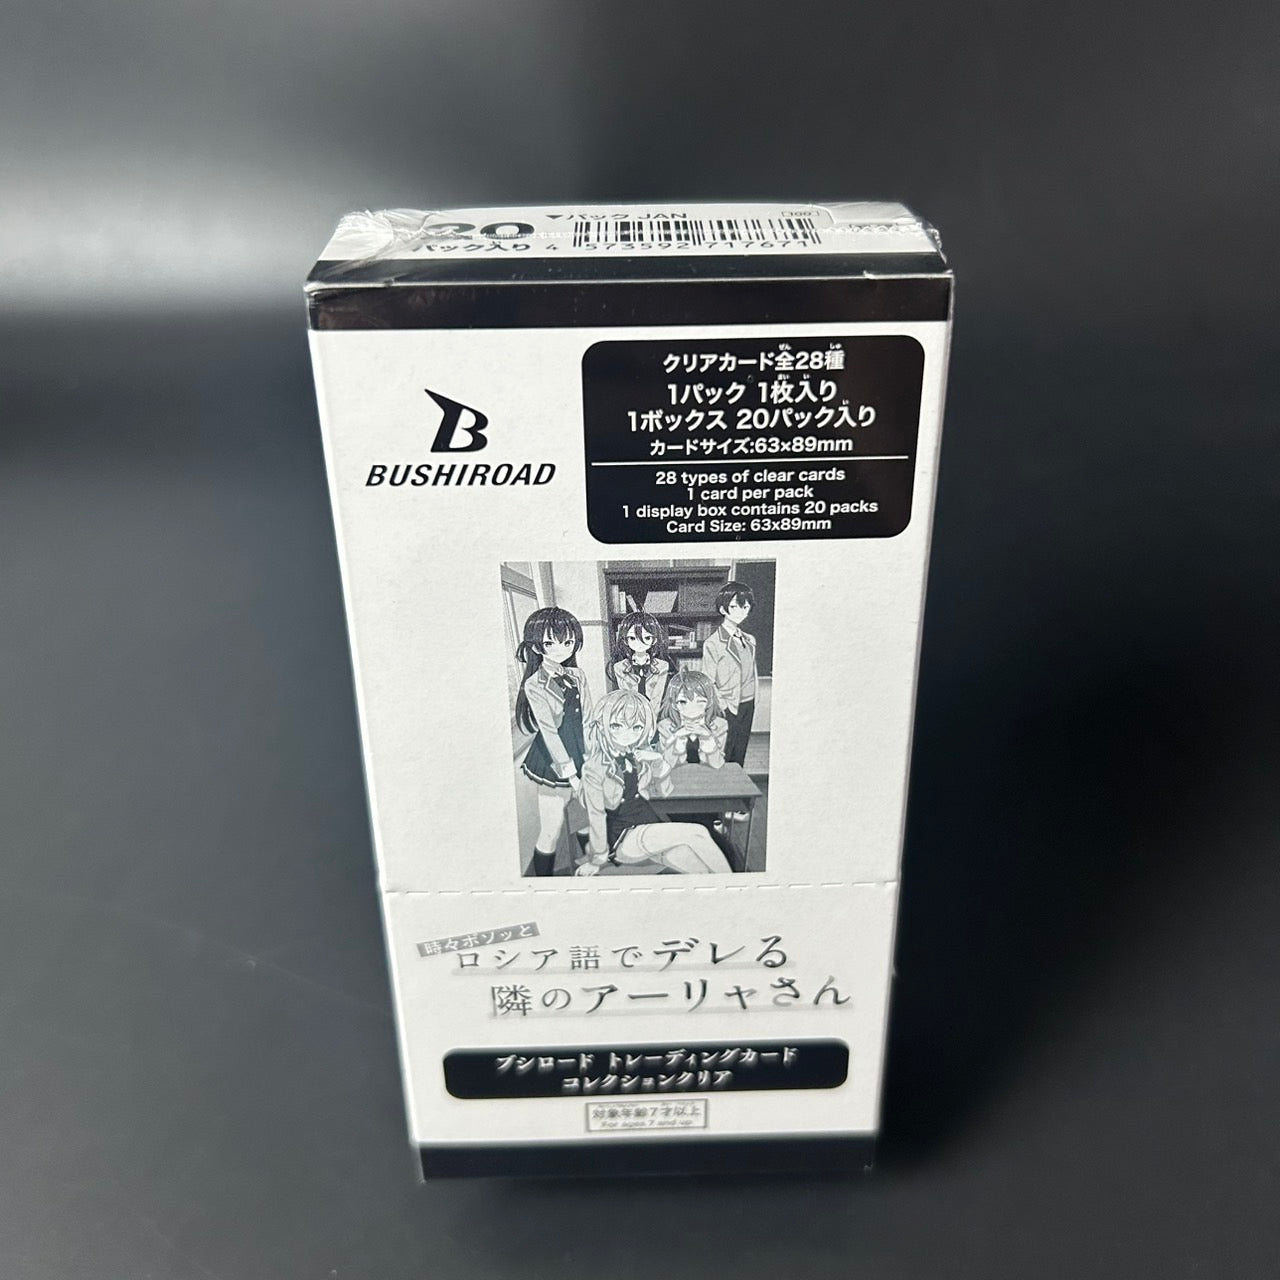 20
パック入り
▼パック JAN
4 573592 717671
BUSHIROAD
クリアカード全28種
1パック 1枚入り
1ボックス 20パック入り
カードサイズ:63x89mm
28 types of clear cards
1 card per pack
1 display box contains 20 packs
Card Size: 63x89mm
時々ボソッと
ロシア語でデレる
隣のアーリャさん
ブシロード トレーディングカード
コレクションクリア
対象年齢7才以上
For ages 7 and up